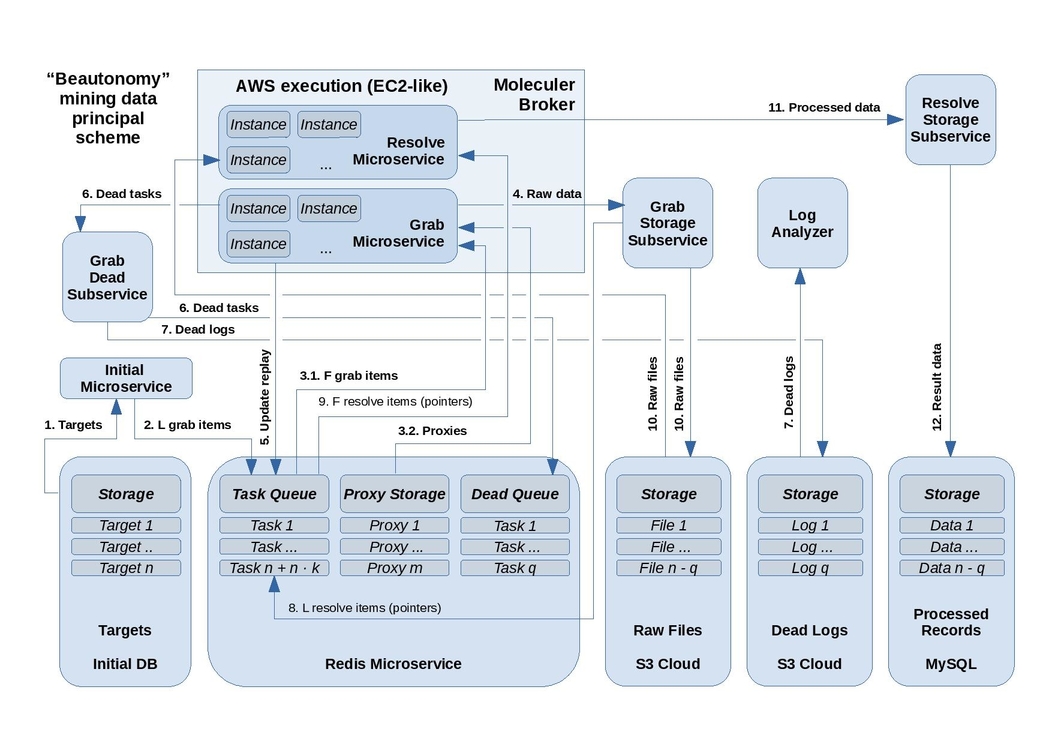 “Beautonomy”
mining data
principal
scheme
AWS execution (EC2-like)
Moleculer
Broker
Instance
Instance
Instance
...
Resolve
Microservice
Instance
Instance
Instance
...
Grab
Microservice
11. Processed data
Resolve
Storage
Subservice
6. Dead tasks
4. Raw data
Grab
Storage
Subservice
Log
Analyzer
Grab
Dead
Subservice
6. Dead tasks
7. Dead logs
Initial
Microservice
1. Targets
2. L grab items
5. Update replay
3.1. F grab items
9. F resolve items (pointers)
3.2. Proxies
10. Raw files
10. Raw files
7. Dead logs
12. Result data
Storage
Target 1
Target ..
Target n
Targets
Initial DB
Task Queue
Task 1
Task ...
Task n + n · k
Proxy Storage
Proxy 1
Proxy ...
Proxy m
Dead Queue
Task 1
Task ...
Task q
8. L resolve items (pointers)
Redis Microservice
Storage
File 1
File ...
File n - q
Raw Files
S3 Cloud
Storage
Log 1
Log ...
Log q
Dead Logs
S3 Cloud
Storage
Data 1
Data ...
Data n - q
Processed
Records
MySQL